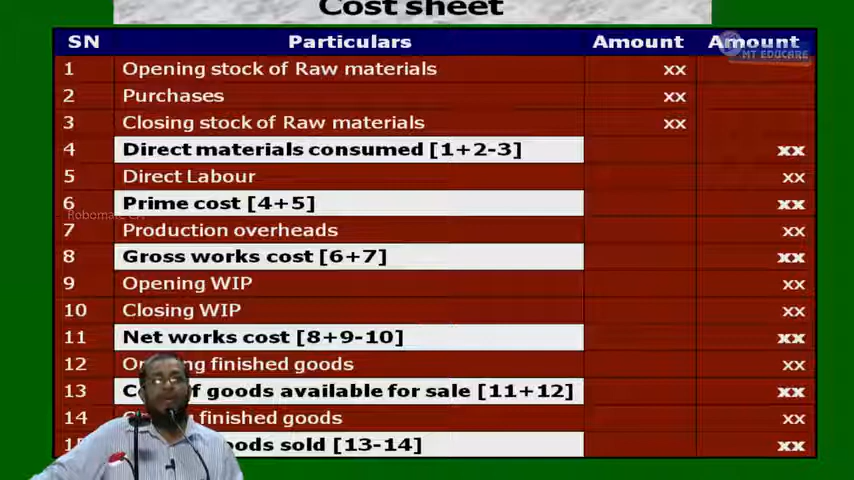 Cost sheet
SN Particulars Amount Amount
MT EDUCARE
1 Opening stock of Raw materials xx
2 Purchases xx
3 Closing stock of Raw materials xx
4 Direct materials consumed [1+2-3] xx
5 Direct Labour xx
6 Prime cost [4+5] xx
7 Production overheads xx
8 Gross works cost [6+7] xx
9 Opening WIP xx
10 Closing WIP xx
11 Net works cost [8+9-10] xx
12 finished goods xx
13 goods available for sale [11+12] xx
14 finished goods xx
sold [13-14] xx